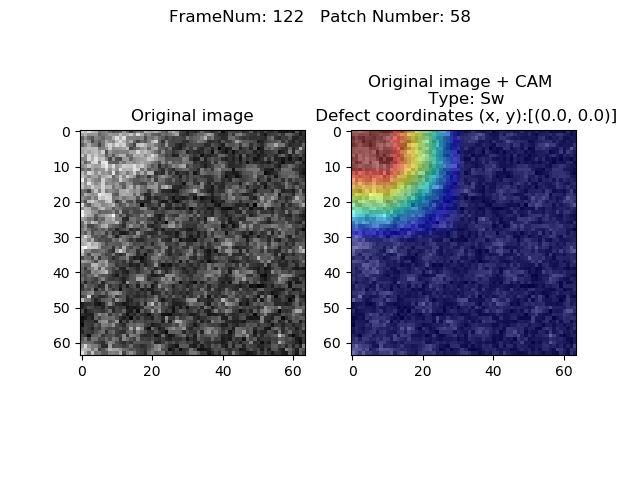 FrameNum: 122   Patch Number: 58
Original image
0
10
20
30
40
50
60
0 20 40 60
Original image + CAM
Type: Sw
Defect coordinates (x, y):[(0.0, 0.0)]
0
10
20
30
40
50
60
0 20 40 60